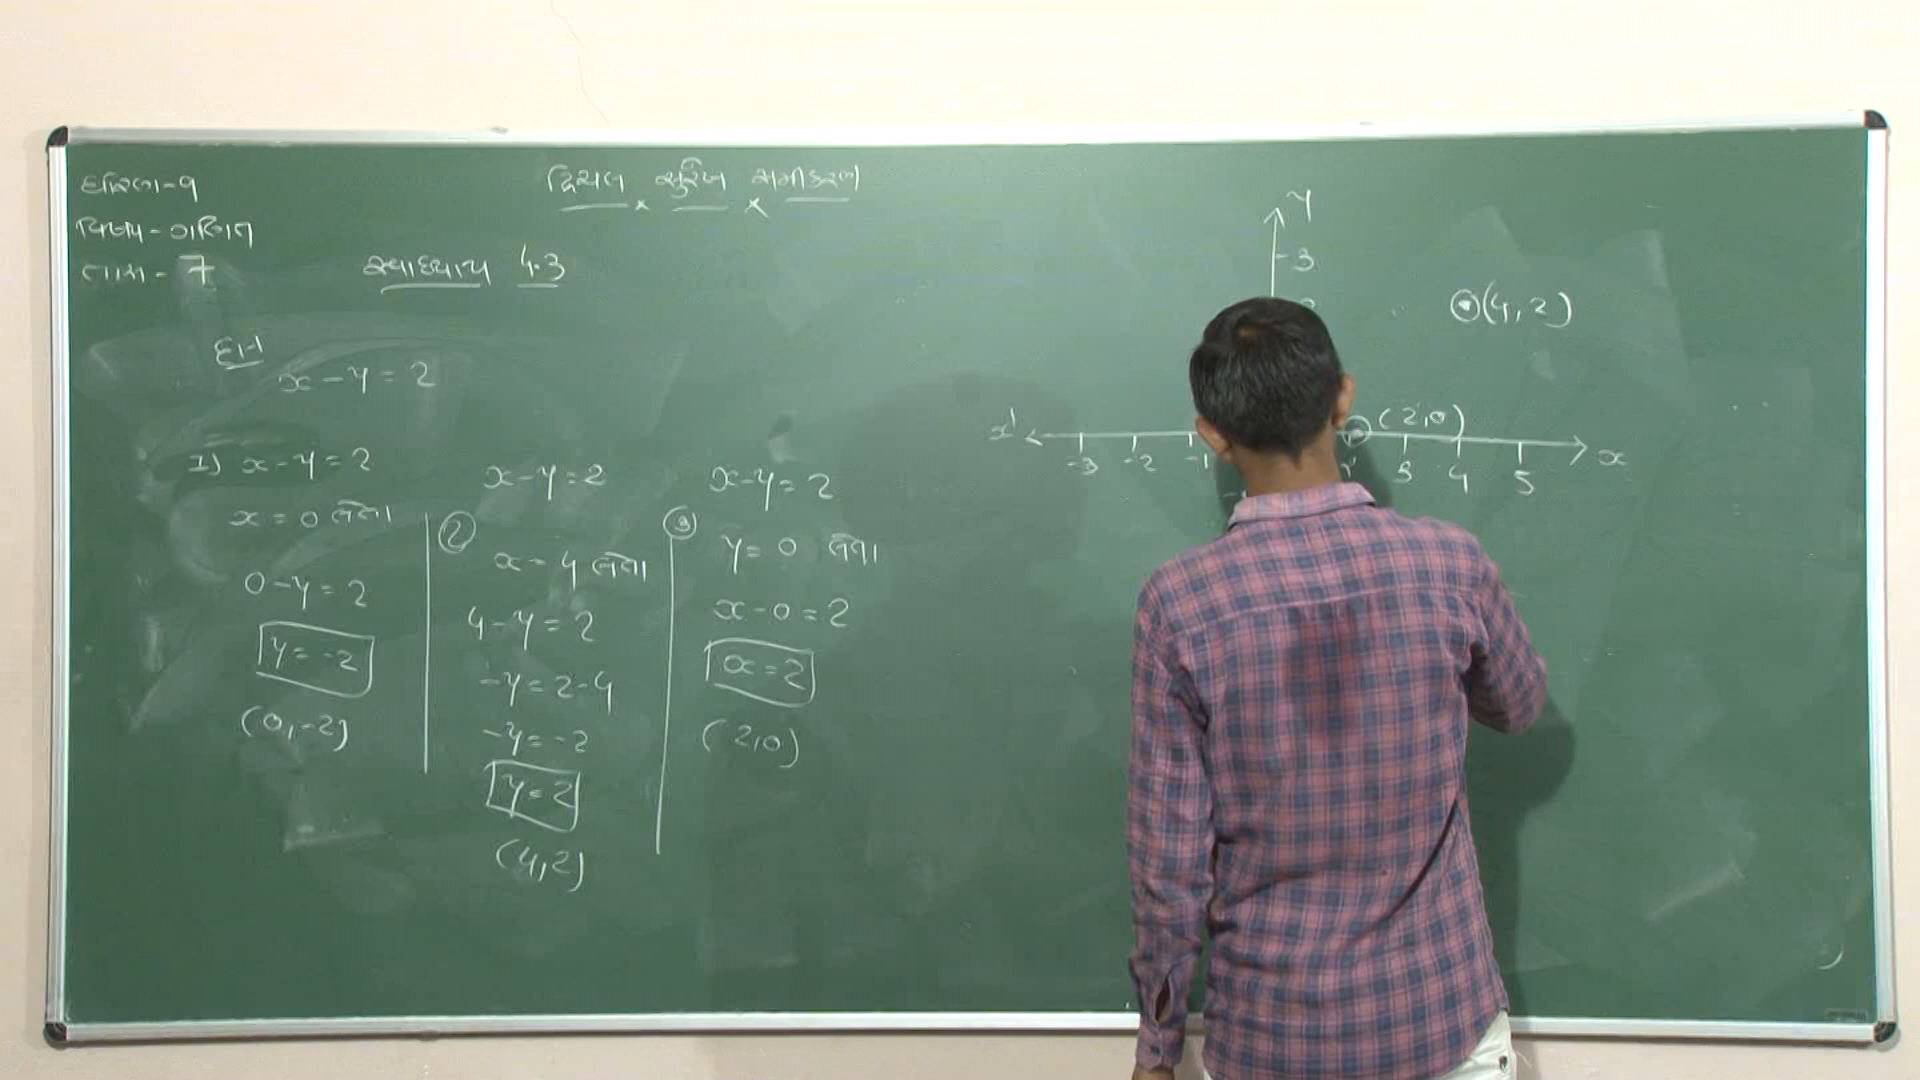 ધોરણ-૧
વિષય-ગણિત
તાસ-7
દ્વિચલ સુરેખ સમીકરણ
સ્વાધ્યાય 4.3
દા-1
x-y=2
1) x-y=2
x=0 લેતા
0-y=2
y=-2
(0,-2)
x-y=2
2
x=4 લેતા
4-y=2
-y=2-4
-y=-2
y=2
(4,2)
x-y=2
3
y=0 લેતા
x-0=2
x=2
(2,0)
y
3
(4,2)
x'
(2,0)
x
-3 -2 -1 3 4 5